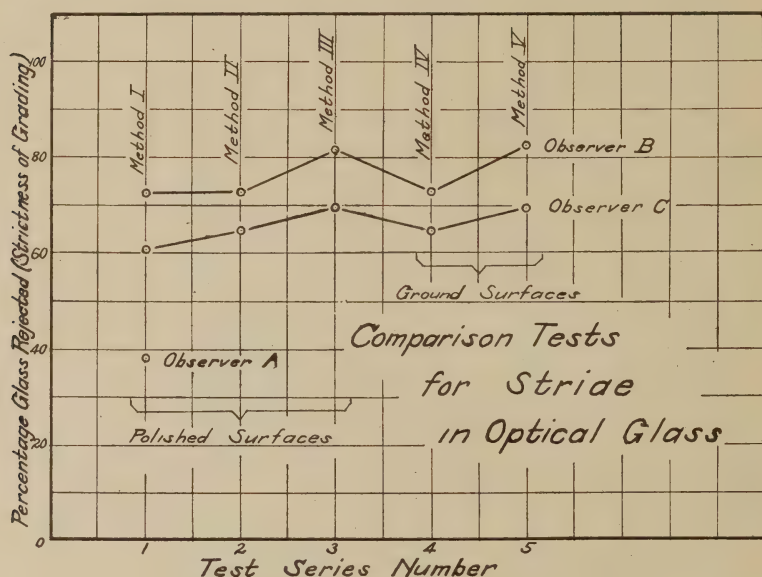 Percentage Glass Rejected (Strictness of Grading)
100
80
60
40
20
0
Method I
Method II
Method III
Method IV
Method V
Observer B
Observer C
Ground Surfaces
Observer A
Polished Surfaces
Comparison Tests
for Striae
in Optical Glass
1 2 3 4 5
Test Series Number